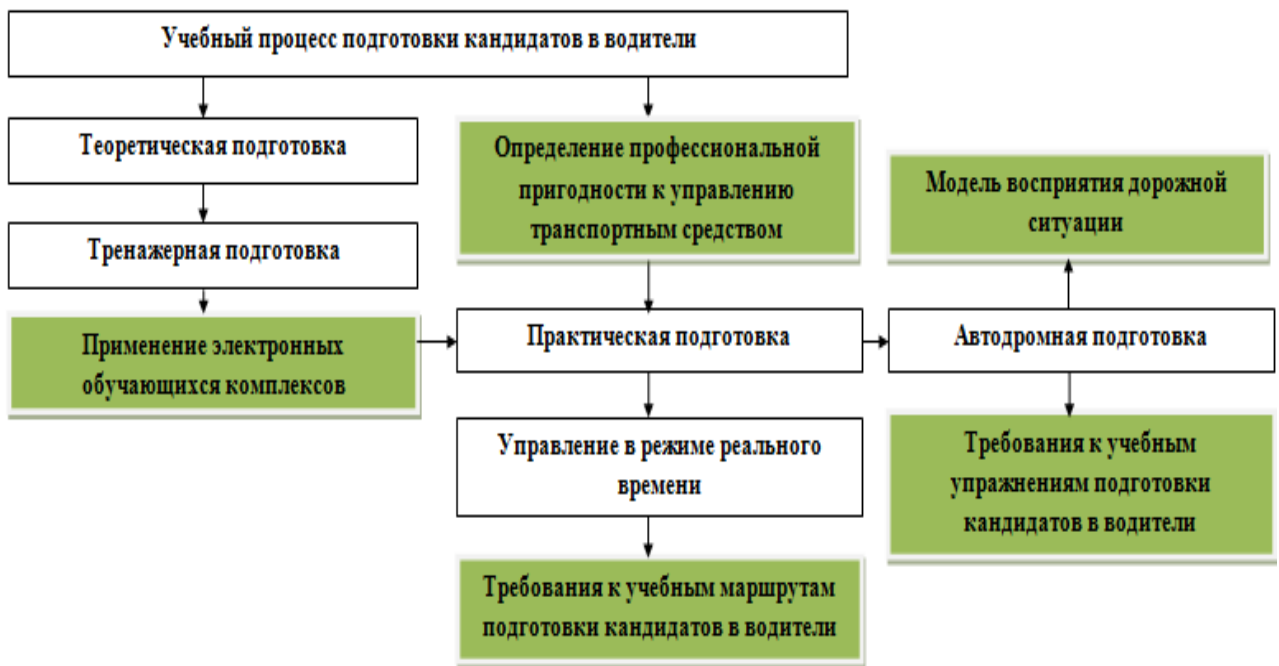 Учебный процесс подготовки кандидатов в водители
Теоретическая подготовка
Тренажерная подготовка
Применение электронных
обучающихся комплексов
Определение профессиональной
пригодности к управлению
транспортным средством
Практическая подготовка
Управление в режиме реального
времени
Требования к учебным маршрутам
подготовки кандидатов в водители
Модель восприятия дорожной
ситуации
Автодромная подготовка
Требования к учебным
упражнениям подготовки
кандидатов в водители